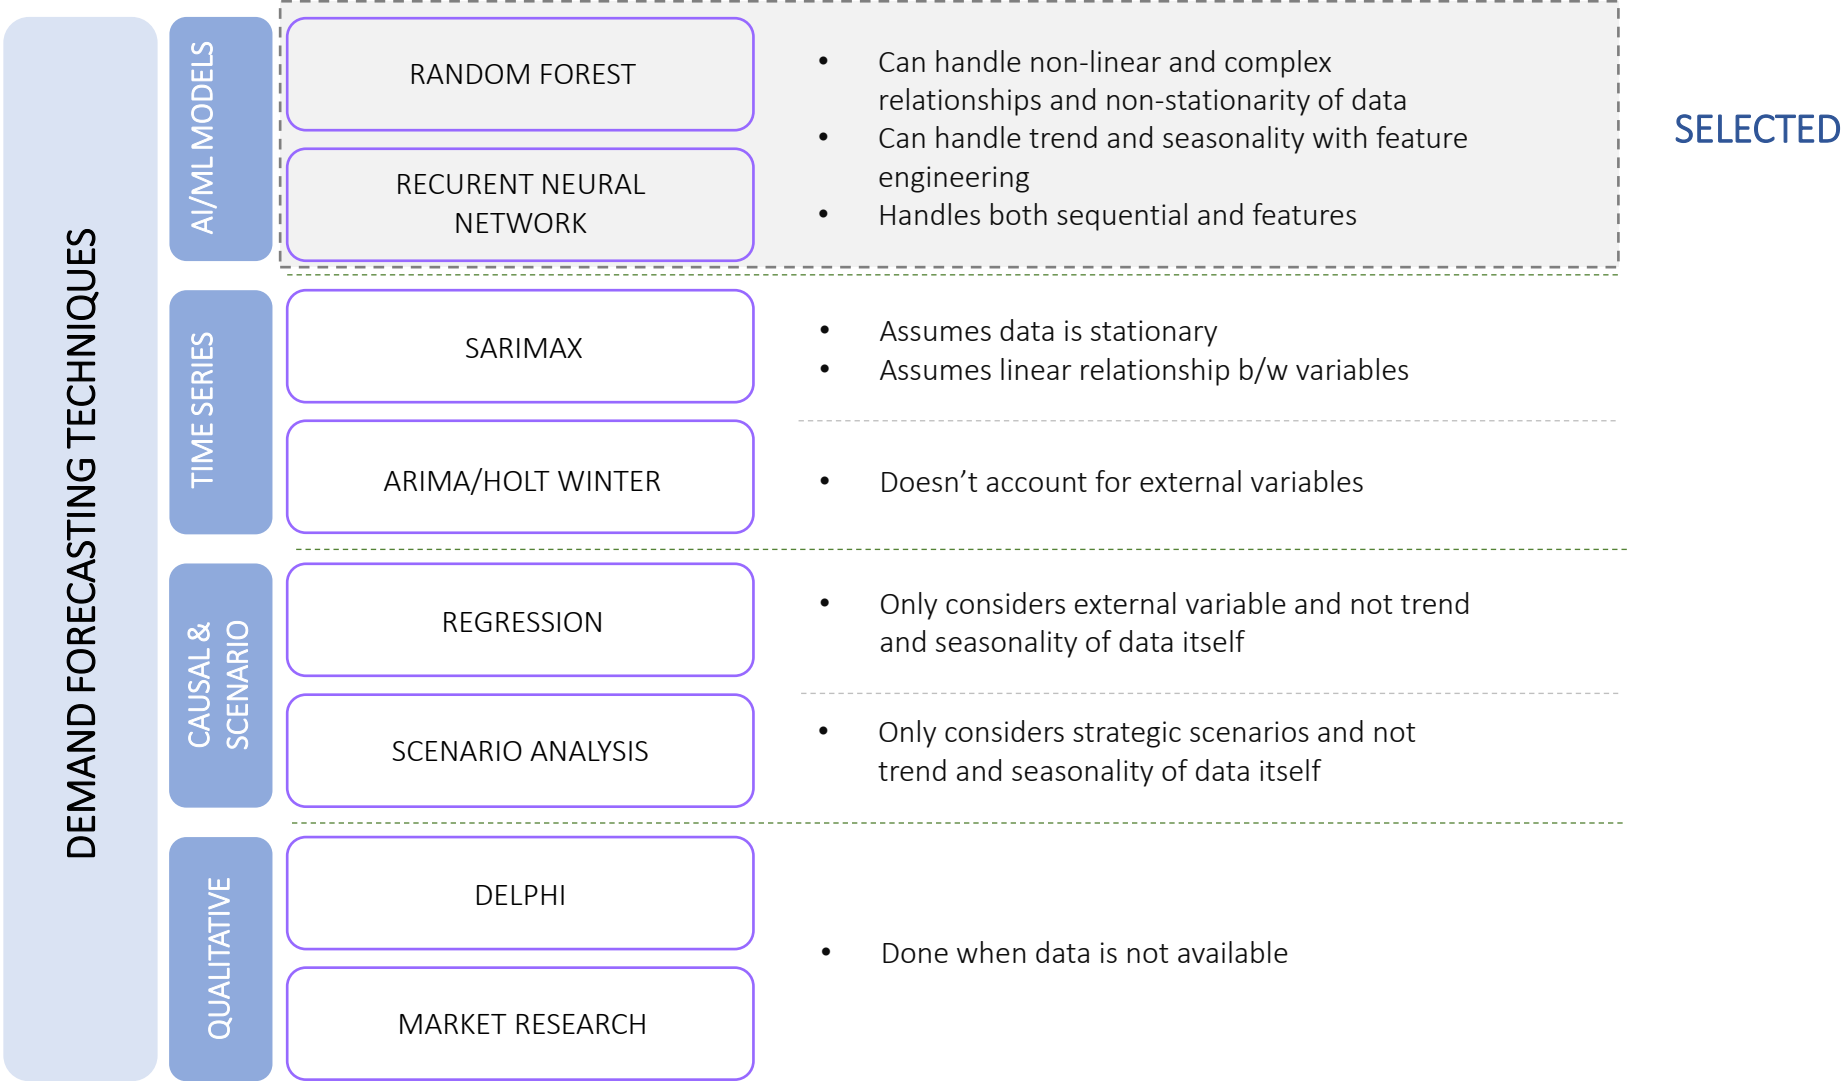 DEMAND FORECASTING TECHNIQUES
AI/ML MODELS
RANDOM FOREST
RECURENT NEURAL
NETWORK
• Can handle non-linear and complex
relationships and non-stationarity of data
• Can handle trend and seasonality with feature
engineering
• Handles both sequential and features
SELECTED
TIME SERIES
SARIMAX
• Assumes data is stationary
• Assumes linear relationship b/w variables
ARIMA/HOLT WINTER
• Doesn’t account for external variables
CAUSAL &
SCENARIO
REGRESSION
• Only considers external variable and not trend
and seasonality of data itself
SCENARIO ANALYSIS
• Only considers strategic scenarios and not
trend and seasonality of data itself
QUALITATIVE
DELPHI
MARKET RESEARCH
• Done when data is not available